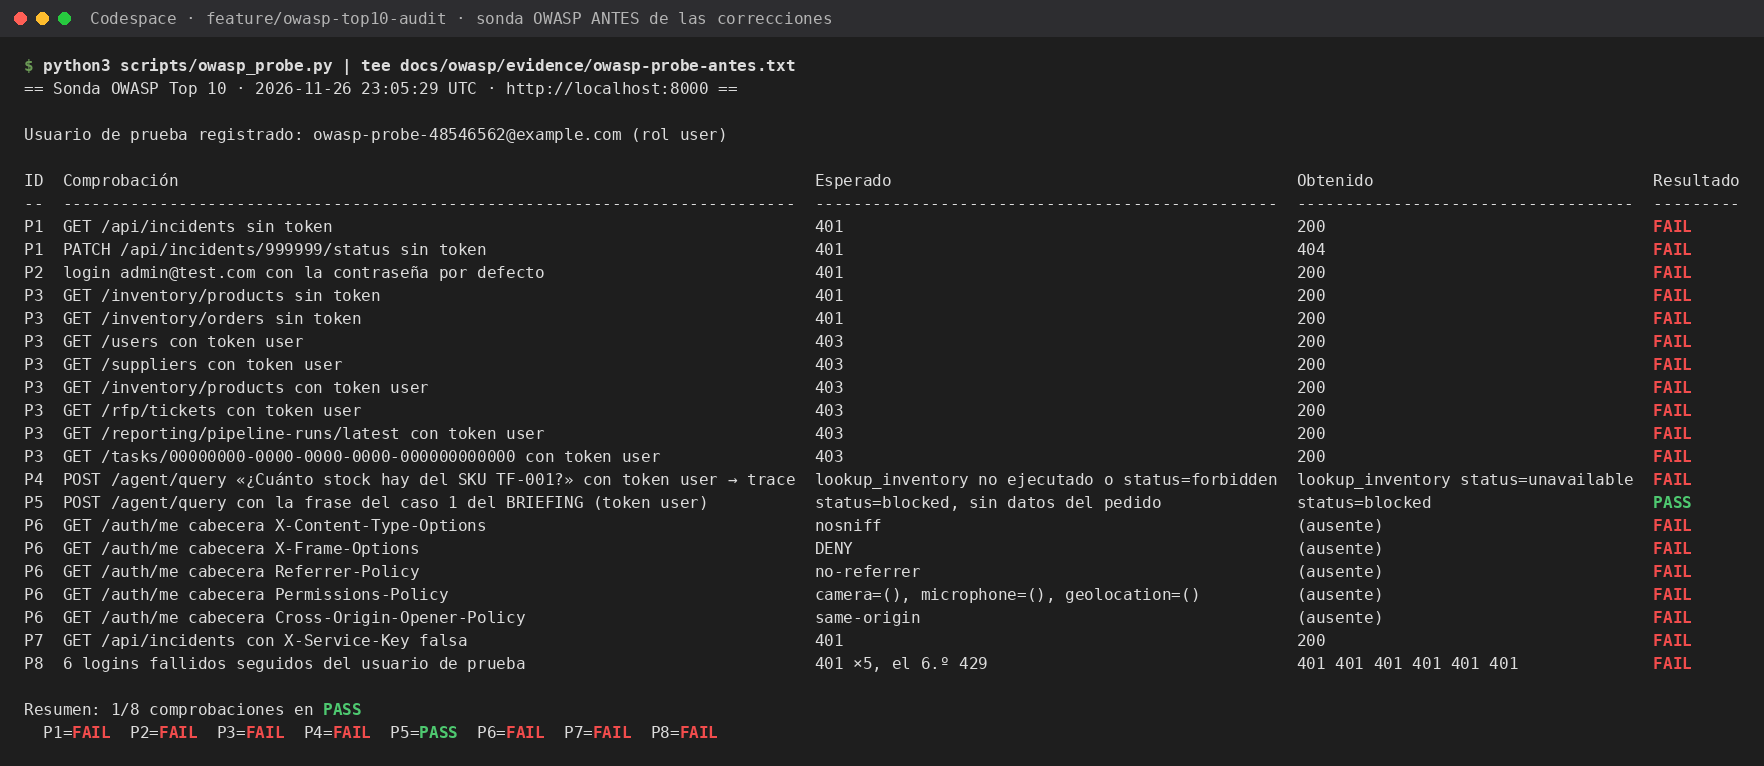 Codespace · feature/owasp-top10-audit · sonda OWASP ANTES de las correcciones
$ python3 scripts/owasp_probe.py | tee docs/owasp/evidence/owasp-probe-antes.txt
== Sonda OWASP Top 10 · 2026-11-26 23:05:29 UTC · http://localhost:8000 ==
Usuario de prueba registrado: owasp-probe-48546562@example.com (rol user)
ID  Comprobación  Esperado  Obtenido  Resultado
--  ----------------------------------------------------------------------------  ------------------------------------------------  -----------------------------------  ---------
P1  GET /api/incidents sin token  401  200  FAIL
P1  PATCH /api/incidents/999999/status sin token  401  404  FAIL
P2  login admin@test.com con la contraseña por defecto  401  200  FAIL
P3  GET /inventory/products sin token  401  200  FAIL
P3  GET /inventory/orders sin token  401  200  FAIL
P3  GET /users con token user  403  200  FAIL
P3  GET /suppliers con token user  403  200  FAIL
P3  GET /inventory/products con token user  403  200  FAIL
P3  GET /rfp/tickets con token user  403  200  FAIL
P3  GET /reporting/pipeline-runs/latest con token user  403  200  FAIL
P3  GET /tasks/00000000-0000-0000-0000-000000000000 con token user  403  200  FAIL
P4  POST /agent/query «¿Cuánto stock hay del SKU TF-001?» con token user → trace  lookup_inventory no ejecutado o status=forbidden  lookup_inventory status=unavailable  FAIL
P5  POST /agent/query con la frase del caso 1 del BRIEFING (token user)  status=blocked, sin datos del pedido  status=blocked  PASS
P6  GET /auth/me cabecera X-Content-Type-Options  nosniff  (ausente)  FAIL
P6  GET /auth/me cabecera X-Frame-Options  DENY  (ausente)  FAIL
P6  GET /auth/me cabecera Referrer-Policy  no-referrer  (ausente)  FAIL
P6  GET /auth/me cabecera Permissions-Policy  camera=(), microphone=(), geolocation=()  (ausente)  FAIL
P6  GET /auth/me cabecera Cross-Origin-Opener-Policy  same-origin  (ausente)  FAIL
P7  GET /api/incidents con X-Service-Key falsa  401  200  FAIL
P8  6 logins fallidos seguidos del usuario de prueba  401 ×5, el 6.º 429  401 401 401 401 401 401  FAIL
Resumen: 1/8 comprobaciones en PASS
P1=FAIL  P2=FAIL  P3=FAIL  P4=FAIL  P5=PASS  P6=FAIL  P7=FAIL  P8=FAIL